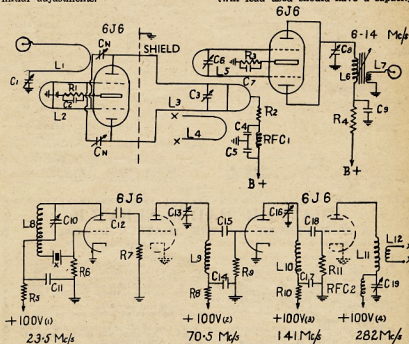 6J6
6J6
SHIELD
6-14 Mc/s
CN
C1
L1
R1
C2
L2
CN
C6
R3
L5
C7
C3
L3
L4
R2
C4
C5
RFC1
B+
C8
L6
L7
R4
C9
B+
6J6
6J6
L8
C10
C12
C13
C15
C16
C18
R6
R7
C11
R5
L9
C14
R8
R9
L10
C17
R10
R11
RFC2
L11
L12
C19
+100V(1)
+100V(2)
+100V(3)
+100V(4)
23·5 Mc/s
70·5 Mc/s
141 Mc/s
282 Mc/s